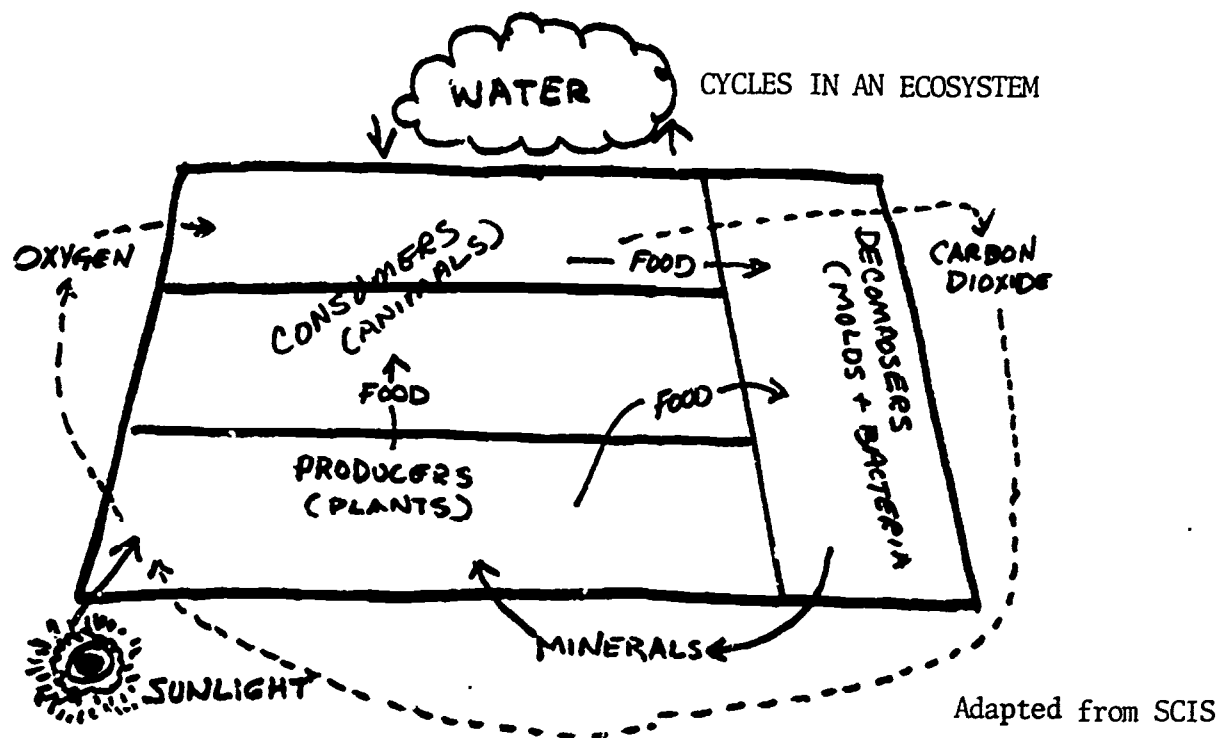 WATER
CYCLES IN AN ECOSYSTEM
OXYGEN
CONSUMERS
(ANIMALS)
FOOD
CARBON
DIOXIDE
DECOMPOSERS
(MOLDS + BACTERIA
FOOD
FOOD
PRODUCERS
(PLANTS)
MINERALS
SUNLIGHT
Adapted from SCIS